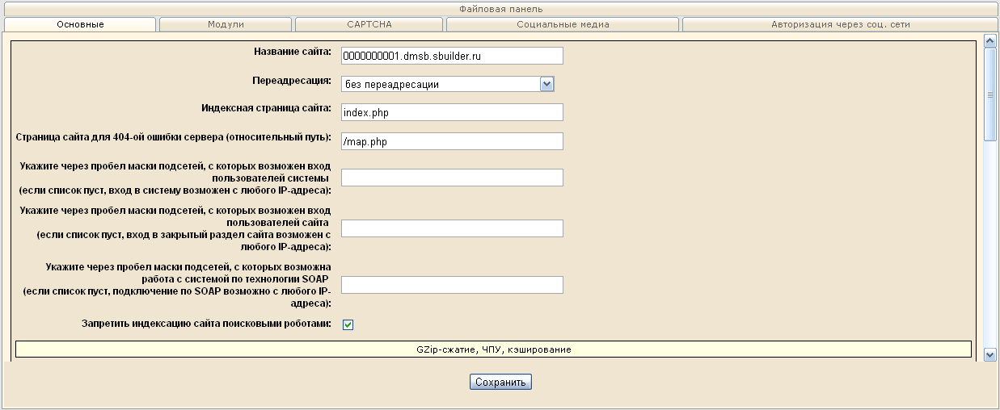 Файловая панель
Основные
Модули
CAPTCHA
Социальные медиа
Авторизация через соц. сети
Название сайта:
0000000001.dmsb.sbuilder.ru
Переадресация:
без переадресации
Индексная страница сайта:
index.php
Страница сайта для 404-ой ошибки сервера (относительный путь):
/map.php
Укажите через пробел маски подсетей, с которых возможен вход
пользователей системы
(если список пуст, вход в систему возможен с любого IP-адреса):
Укажите через пробел маски подсетей, с которых возможен вход
пользователей сайта
(если список пуст, вход в закрытый раздел сайта возможен с
любого IP-адреса):
Укажите через пробел маски подсетей, с которых возможна
работа с системой по технологии SOAP
(если список пуст, подключение по SOAP возможно с любого IP-
адреса):
Запретить индексацию сайта поисковыми роботами:
GZip-сжатие, ЧПУ, кэширование
Сохранить